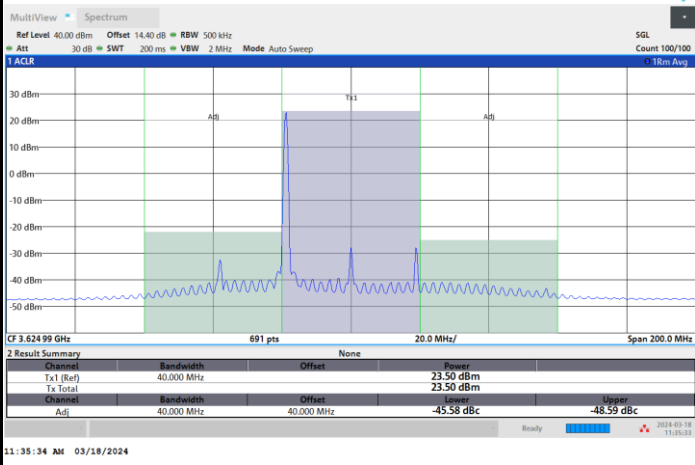 MultiView Spectrum
Ref Level 40.00 dBm Offset 14.40 dB RBW 500 kHz SGL
Att 30 dB SWT 200 ms VBW 2 MHz Mode Auto Sweep Count 100/100
1 ACLR 1Rm Avg
30 dBm
Tx1
20 dBm
Adj Adj
10 dBm
0 dBm
-10 dBm
-20 dBm
-30 dBm
-40 dBm
-50 dBm
CF 3.624 99 GHz 691 pts 20.0 MHz/ Span 200.0 MHz
2 Result Summary None
Channel Bandwidth Offset Power
Tx1 (Ref) 40.000 MHz 23.50 dBm
Tx Total 23.50 dBm
Channel Bandwidth Offset Lower Upper
Adj 40.000 MHz 40.000 MHz -45.58 dBc -48.59 dBc
Ready 2024-03-18
11:35:33
11:35:34 AM 03/18/2024